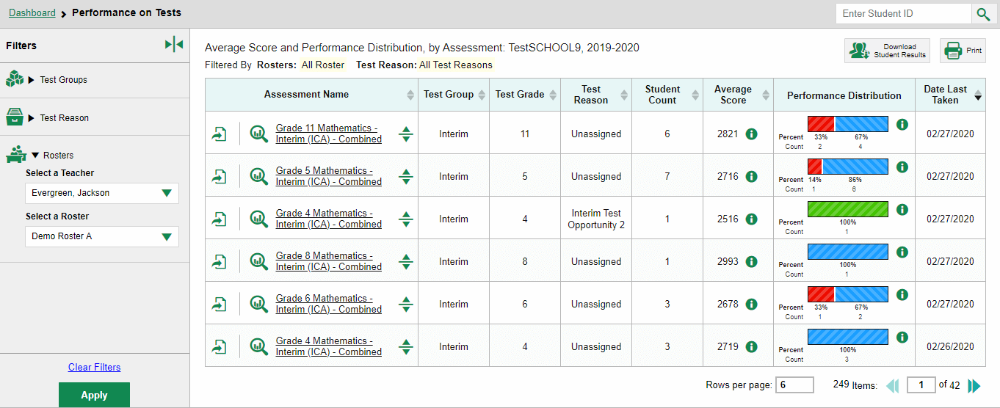 Dashboard > Performance on Tests
Enter Student ID
Filters
Test Groups
Test Reason
Rosters
Select a Teacher
Evergreen, Jackson
Select a Roster
Demo Roster A
Clear Filters
Apply
Average Score and Performance Distribution, by Assessment: TestSCHOOL9, 2019-2020
Filtered By Rosters: All Roster Test Reason: All Test Reasons
Download
Student Results
Print
Assessment Name
Test Group
Test Grade
Test
Reason
Student
Count
Average
Score
Performance Distribution
Date Last
Taken
Grade 11 Mathematics -
Interim (ICA) - Combined
Interim
11
Unassigned
6
2821
Percent 33% 67%
Count 2 4
02/27/2020
Grade 5 Mathematics -
Interim (ICA) - Combined
Interim
5
Unassigned
7
2716
Percent 14% 86%
Count 1 6
02/27/2020
Grade 4 Mathematics -
Interim (ICA) - Combined
Interim
4
Interim Test
Opportunity 2
1
2516
Percent 100%
Count 1
02/27/2020
Grade 8 Mathematics -
Interim (ICA) - Combined
Interim
8
Unassigned
1
2993
Percent 100%
Count 1
02/27/2020
Grade 6 Mathematics -
Interim (ICA) - Combined
Interim
6
Unassigned
3
2678
Percent 33% 67%
Count 1 2
02/27/2020
Grade 4 Mathematics -
Interim (ICA) - Combined
Interim
4
Unassigned
3
2719
Percent 100%
Count 3
02/26/2020
Rows per page: 6 249 Items: 1 of 42